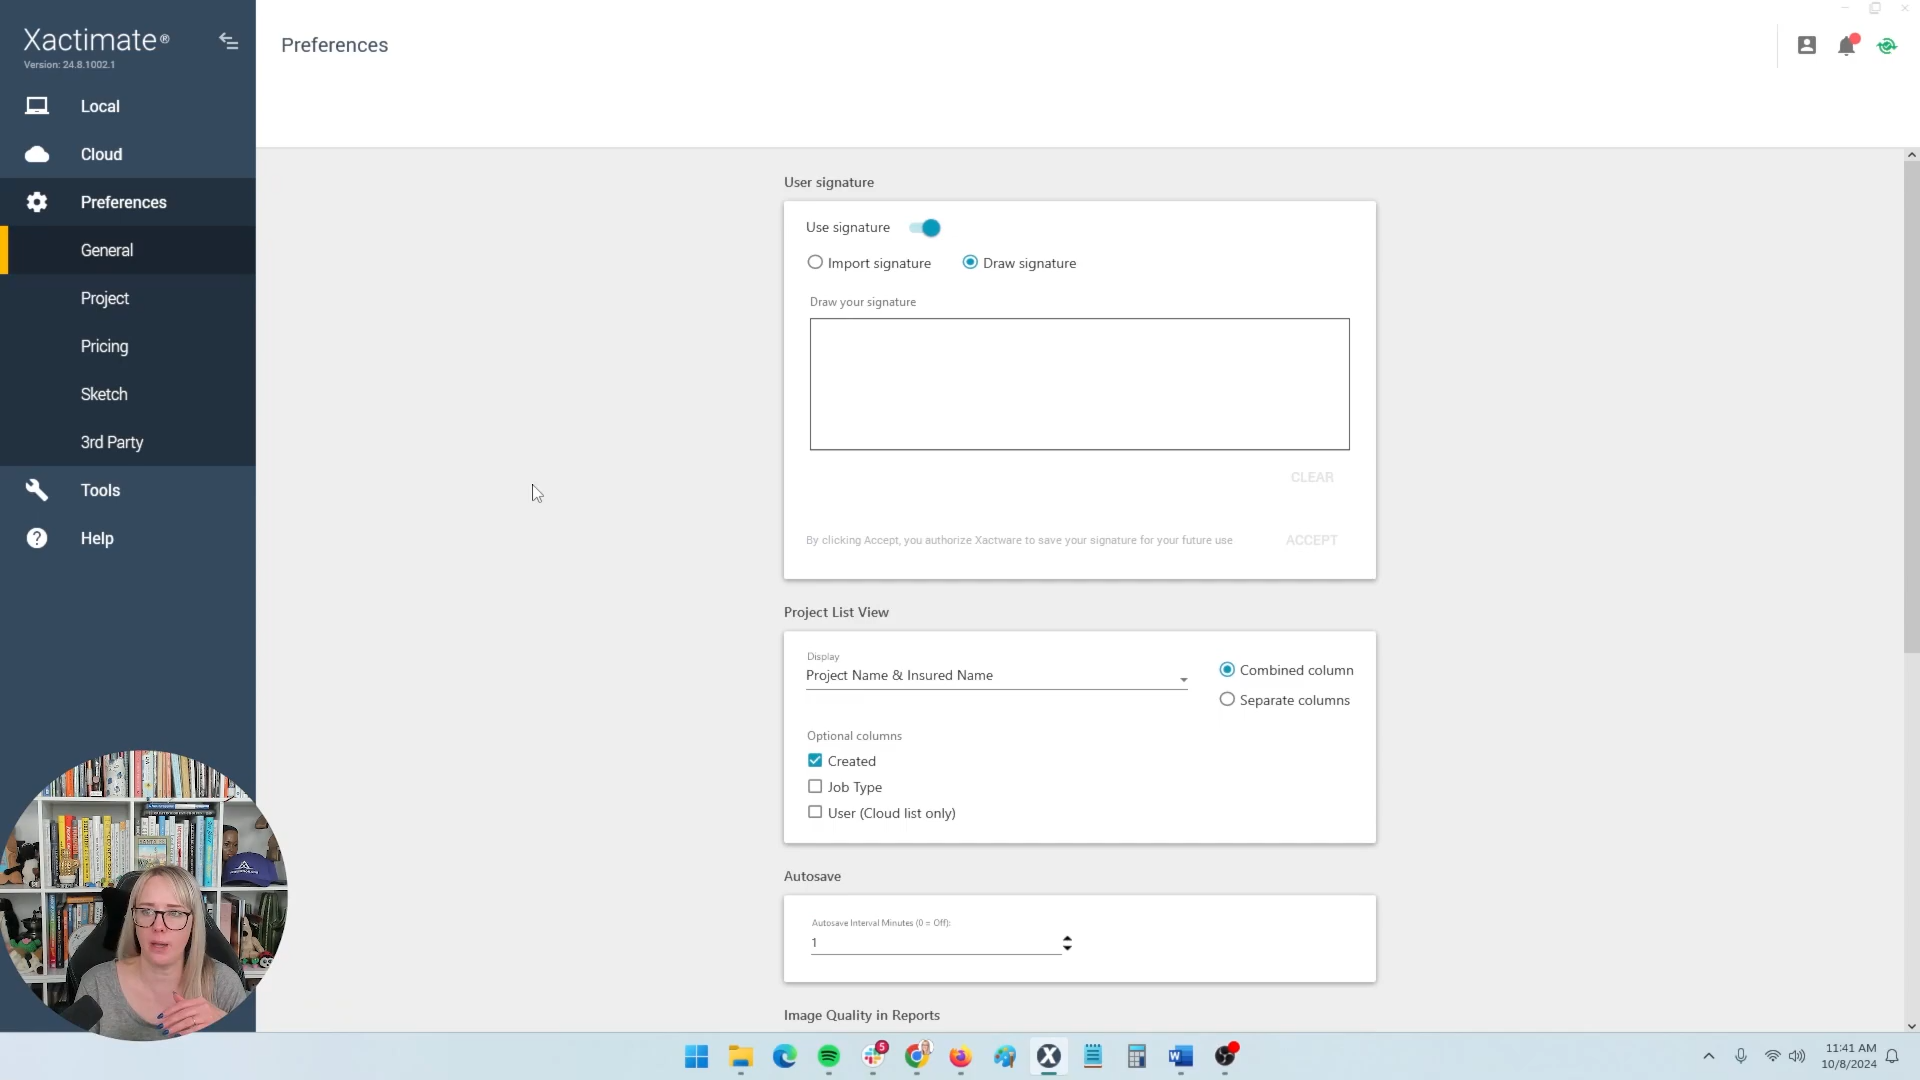 Xactimate®
Version: 24.8.1002.1
Local
Cloud
Preferences
General
Project
Pricing
Sketch
3rd Party
Tools
Help
Preferences
User signature
Use signature
Import signature
Draw signature
Draw your signature
CLEAR
By clicking Accept, you authorize Xactware to save your signature for your future use
ACCEPT
Project List View
Display
Project Name & Insured Name
Combined column
Separate columns
Optional columns
Created
Job Type
User (Cloud list only)
Autosave
Autosave Interval Minutes (0 = Off):
1
Image Quality in Reports
5
11:41 AM
10/8/2024